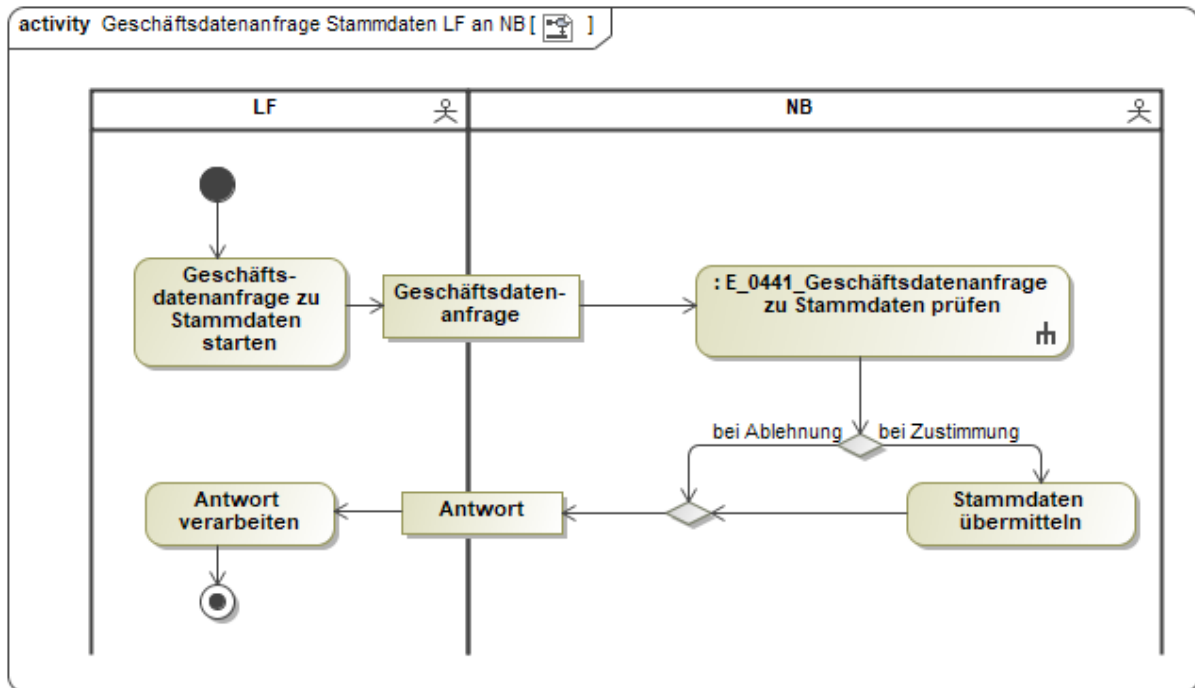 activity Geschäftsdatenanfrage Stammdaten LF an NB [ ]
LF
NB
Geschäfts-
datenanfrage zu
Stammdaten
starten
Geschäftsdaten-
anfrage
: E_0441_Geschäftsdatenanfrage
zu Stammdaten prüfen
bei Ablehnung
bei Zustimmung
Antwort
verarbeiten
Antwort
Stammdaten
übermitteln